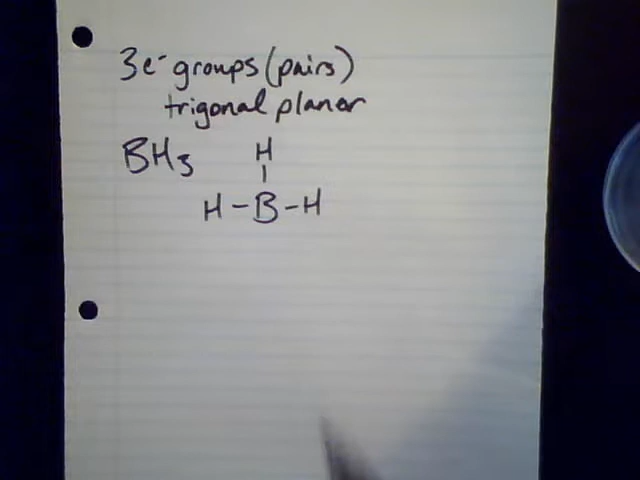 3e⁻ groups (pairs)
trigonal planar
BH₃
H
|
H-B-H